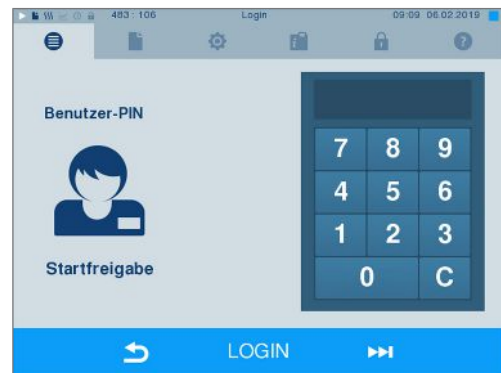 483 : 106 Login 09:09 06.02.2019
Benutzer-PIN
Startfreigabe
7 8 9
4 5 6
1 2 3
0 C
LOGIN